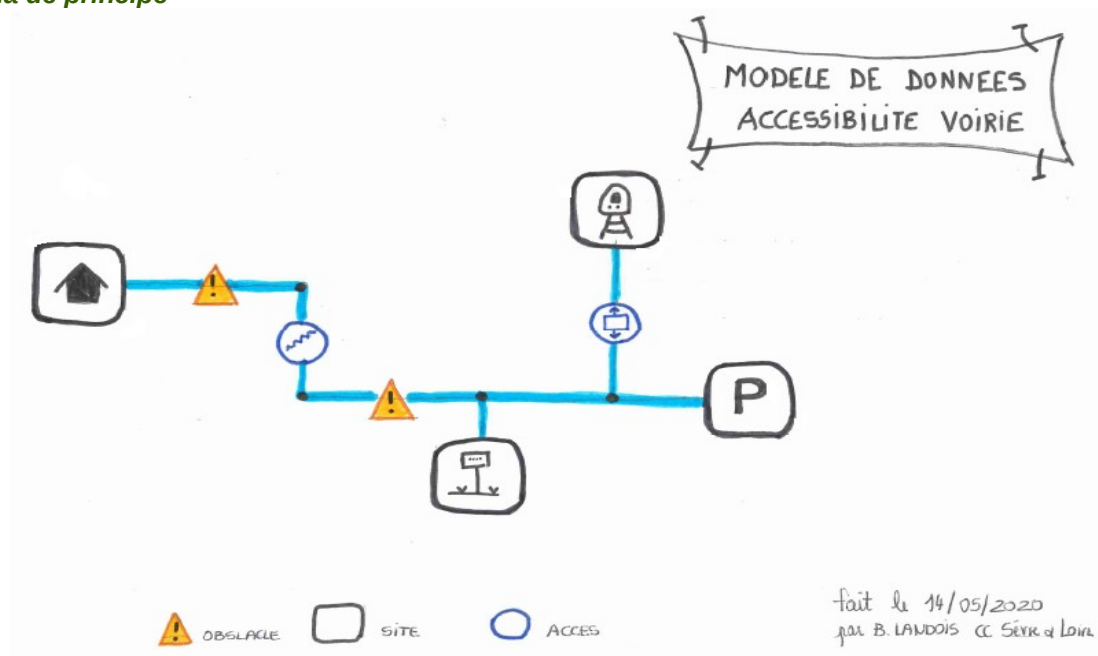 de principe
MODELE DE DONNEES
ACCESSIBILITE VOIRIE
P
OBSLACLE
SITE
ACCES
fait le 14/05/2020
par B. LANDOIS CC Sèvre & Loire